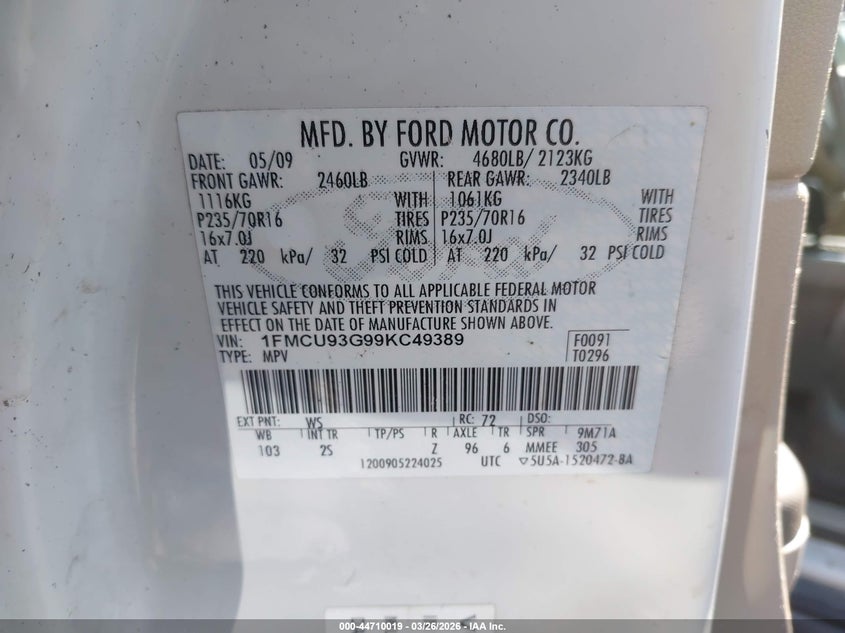 MFD. BY FORD MOTOR CO.
DATE: 05/09 GVWR: 4680LB/ 2123KG
FRONT GAWR: 2460LB REAR GAWR: 2340LB
1116KG WITH 1061KG WITH
P235/70R16 TIRES P235/70R16 TIRES
16x7.0J RIMS 16x7.0J RIMS
AT 220 kPa/ 32 PSI COLD AT 220 kPa/ 32 PSI COLD
Ford
THIS VEHICLE CONFORMS TO ALL APPLICABLE FEDERAL MOTOR
VEHICLE SAFETY AND THEFT PREVENTION STANDARDS IN
EFFECT ON THE DATE OF MANUFACTURE SHOWN ABOVE.
VIN: 1FMCU93G99KC49389 F0091
TYPE: MPV T0296
EXT PNT: WS RC: 72 DSO:
WB INT TR TP/PS R AXLE TR SPR 9M71A
103 2S Z 96 6 MMEE 305
1200905224025 UTC ▽5U5A-1520472-BA
000-44710019 - 03/26/2026 - IAA Inc.